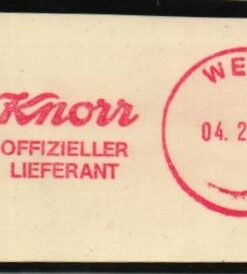 Knorr
OFFIZIELLER
LIEFERANT
WE
04. 2